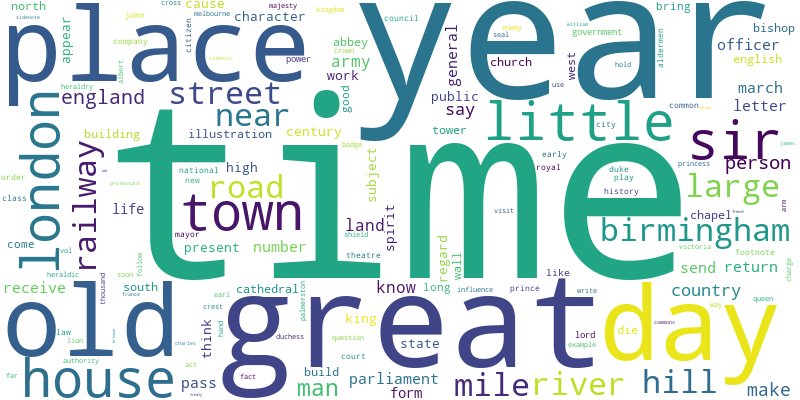 north
sidenote
cross
melbourne
john
kingdom
majesty
council
enemy
seal
william
government
hold
aldermen
bring
bishop
place
year
cause
character
company
citizen
abbey
crown
catholic
power
army
work
good
general
church
west
use
officer
english
appear
heraldry
albert
england
street
near
public
say
little
common
march
letter
london
railway
building
illustration
century
tower
city
sir
person
time
badge
subject
early
royal
james
order
class
protestant
national
new
high
road
duke
play
history
princess
large
arm
life
town
land
spirit
visit
chapel
french
come
vol
mayor
present
number
shield
theatre
regard
wall
birmingham
victoria
footnote
charge
heraldic
thousand
soon
follow
receive
south
france
cathedral
palmerston
know
long
influence
like
prince
write
send
return
country
way
queen
old
great
day
law
lion
authority
charles
crest
earl
hand
think
duchess
king
question
state
court
lord
example
die
commons
far
house
pass
act
fact
build
man
parliament
form
mile
river
hill
make